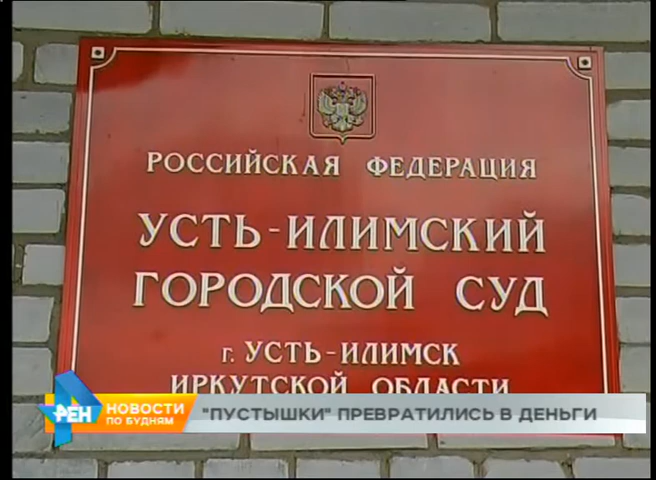 РОССИЙСКАЯ ФЕДЕРАЦИЯ
УСТЬ-ИЛИМСКИЙ
ГОРОДСКОЙ СУД
г. УСТЬ-ИЛИМСК
ИРКУТСКОЙ ОБЛАСТИ
РЕН
НОВОСТИ
ПО БУДНЯМ
"ПУСТЫШКИ" ПРЕВРАТИЛИСЬ В ДЕНЬГИ